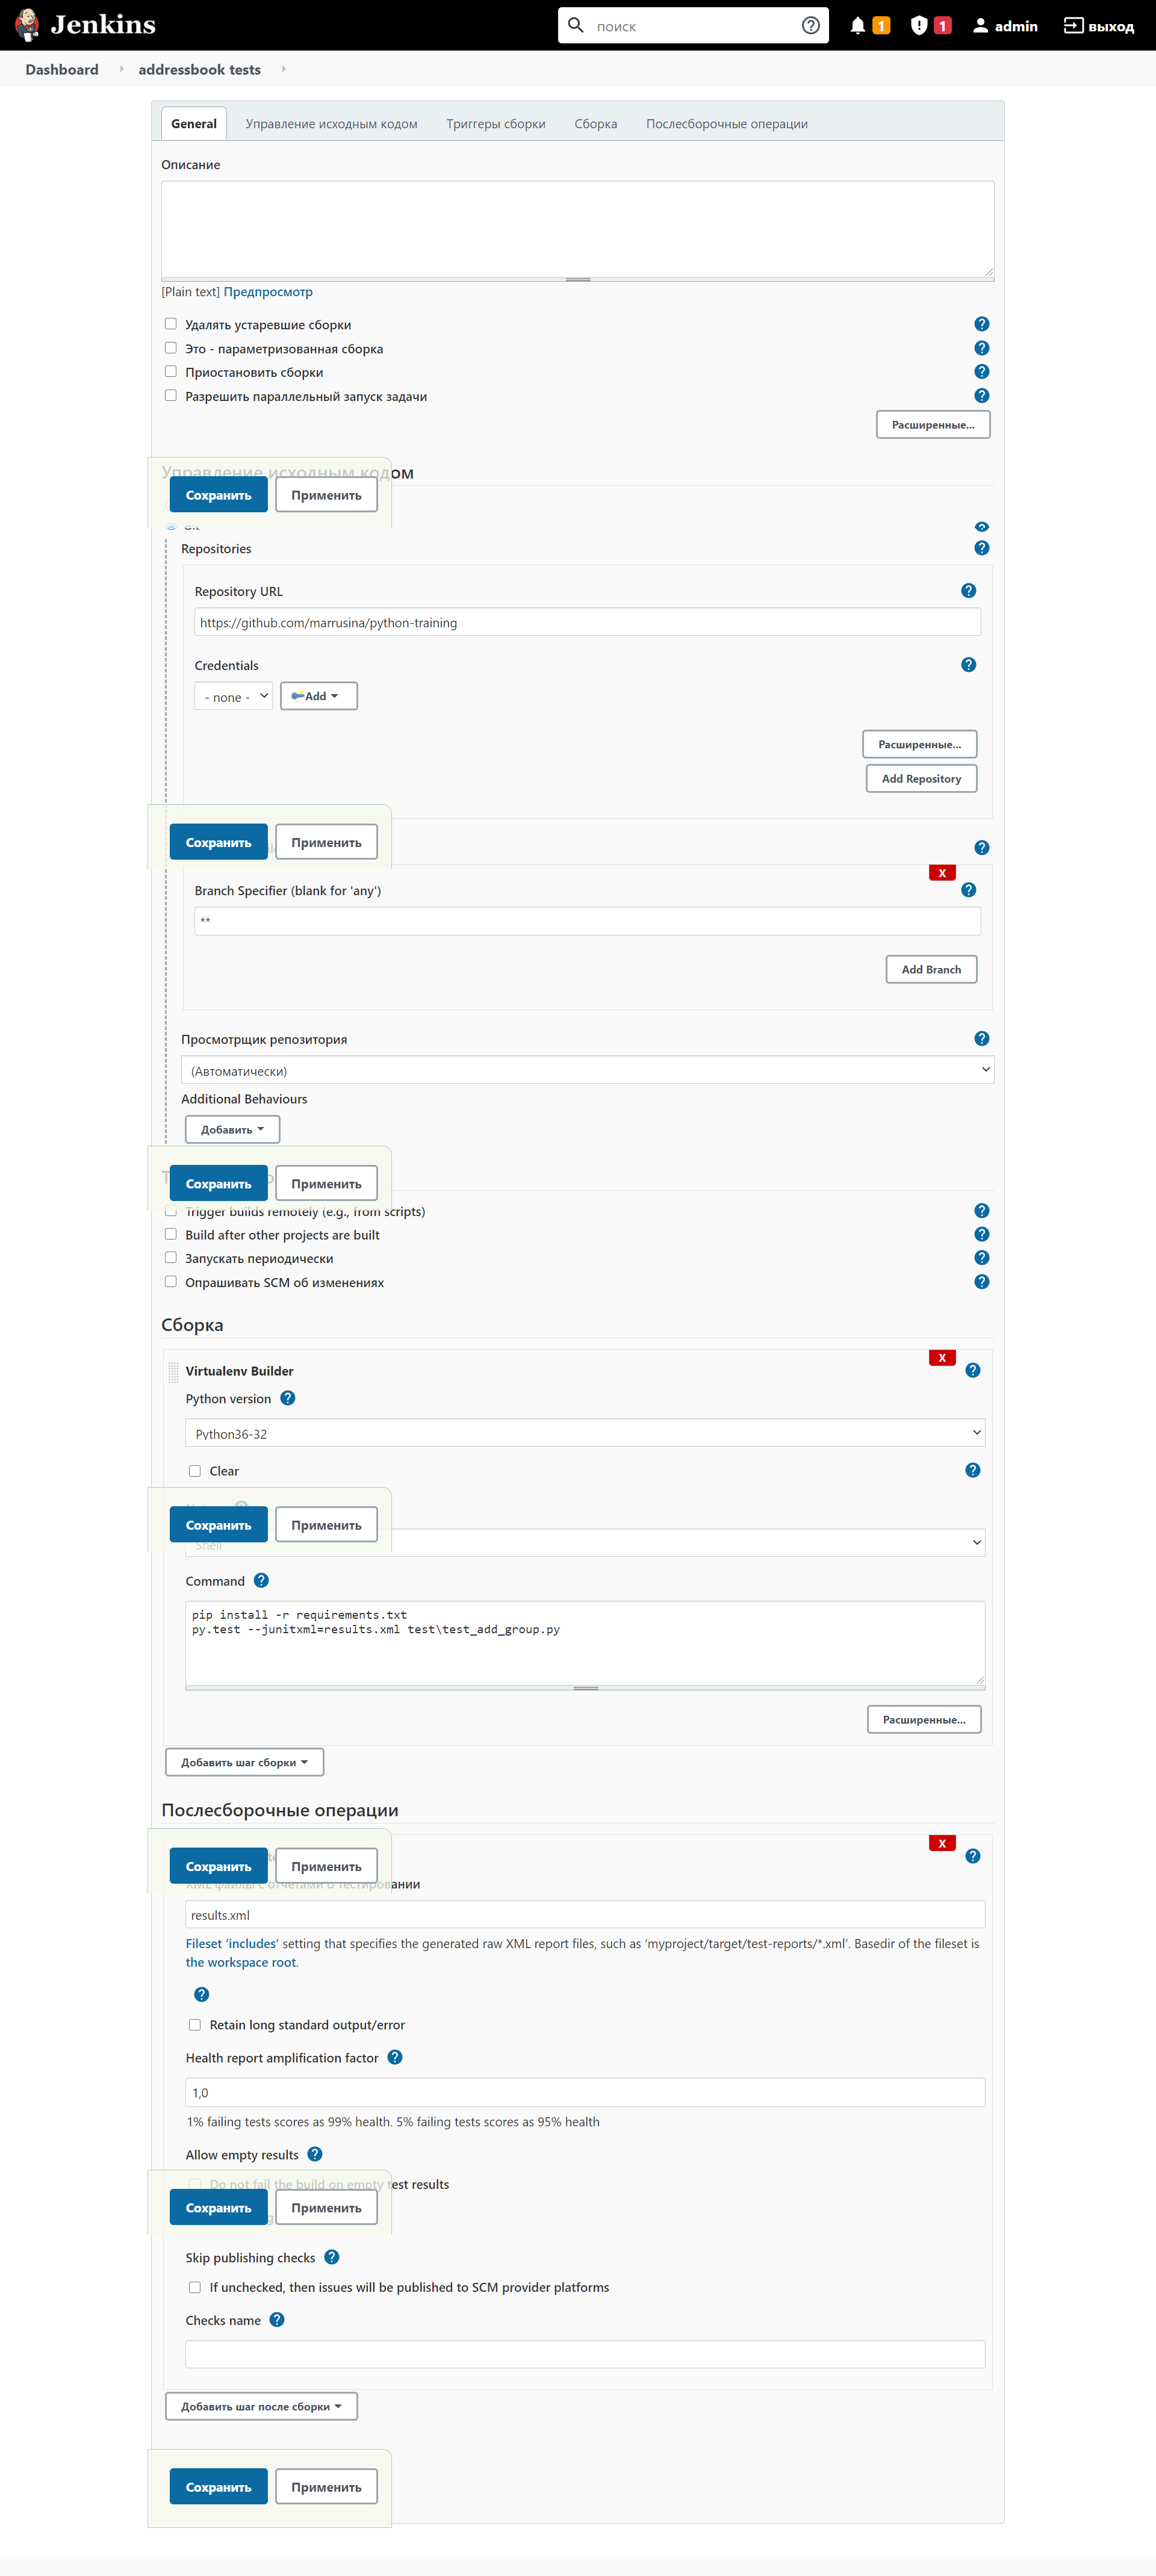 Jenkins
поиск
1
1
admin
выход
Dashboard
addressbook tests
General
Управление исходным кодом
Триггеры сборки
Сборка
Послесборочные операции
Описание
[Plain text] Предпросмотр
Удалять устаревшие сборки
Это - параметризованная сборка
Приостановить сборки
Разрешить параллельный запуск задачи
Расширенные...
Управление исходным кодом
Сохранить
Применить
Git
Repositories
Repository URL
https://github.com/marrusina/python-training
Credentials
- none -
Add
Расширенные...
Add Repository
Сохранить
Применить
X
Branch Specifier (blank for 'any')
**
Add Branch
Просмотрщик репозитория
(Автоматически)
Additional Behaviours
Добавить
Сохранить
Применить
Trigger builds remotely (e.g., from scripts)
Build after other projects are built
Запускать периодически
Опрашивать SCM об изменениях
Сборка
X
Virtualenv Builder
Python version
Python36-32
Clear
Сохранить
Применить
Shell
Command
pip install -r requirements.txt
py.test --junitxml=results.xml test\test_add_group.py
Расширенные...
Добавить шаг сборки
Послесборочные операции
X
Сохранить
Применить
XML файлы с отчетами о тестировании
results.xml
Fileset ‘includes’ setting that specifies the generated raw XML report files, such as ‘myproject/target/test-reports/*.xml’. Basedir of the fileset is
the workspace root.
Retain long standard output/error
Health report amplification factor
1,0
1% failing tests scores as 99% health. 5% failing tests scores as 95% health
Allow empty results
Do not fail the build on empty test results
Сохранить
Применить
Skip publishing checks
If unchecked, then issues will be published to SCM provider platforms
Checks name
Добавить шаг после сборки
Сохранить
Применить